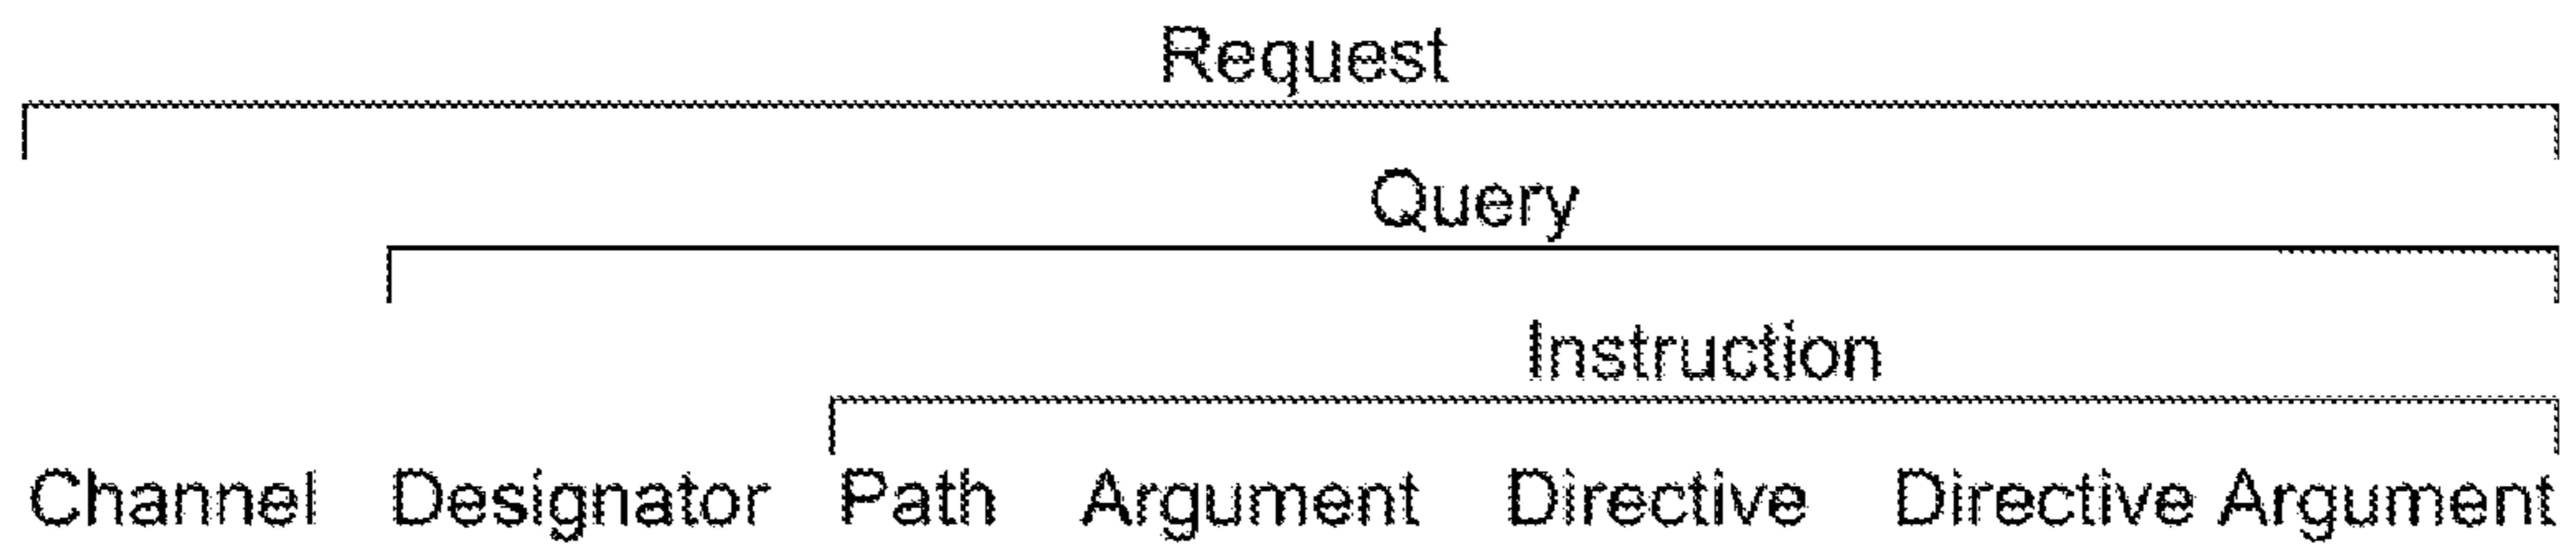 Request
Query
Instruction
Channel Designator Path Argument Directive Directive Argument